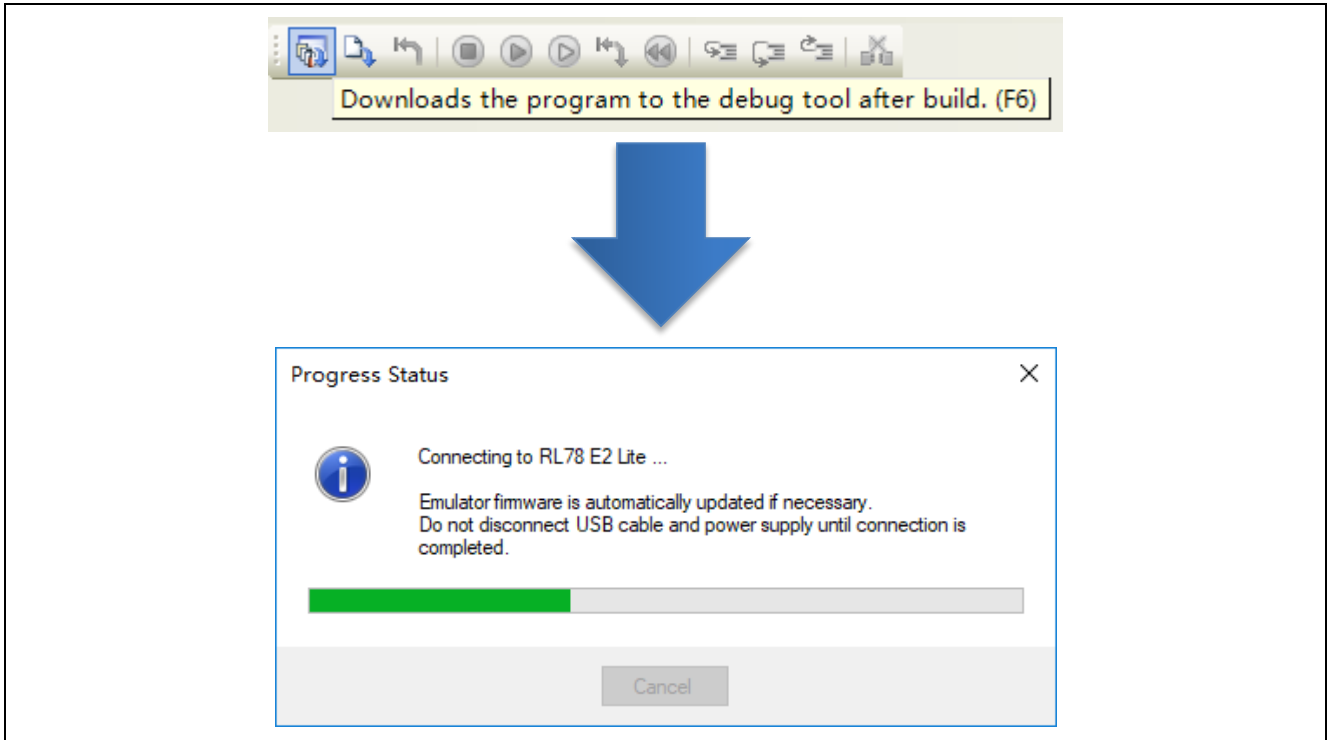 Downloads the program to the debug tool after build. (F6)
Progress Status
Connecting to RL78 E2 Lite ...
Emulator firmware is automatically updated if necessary.
Do not disconnect USB cable and power supply until connection is
completed.
Cancel